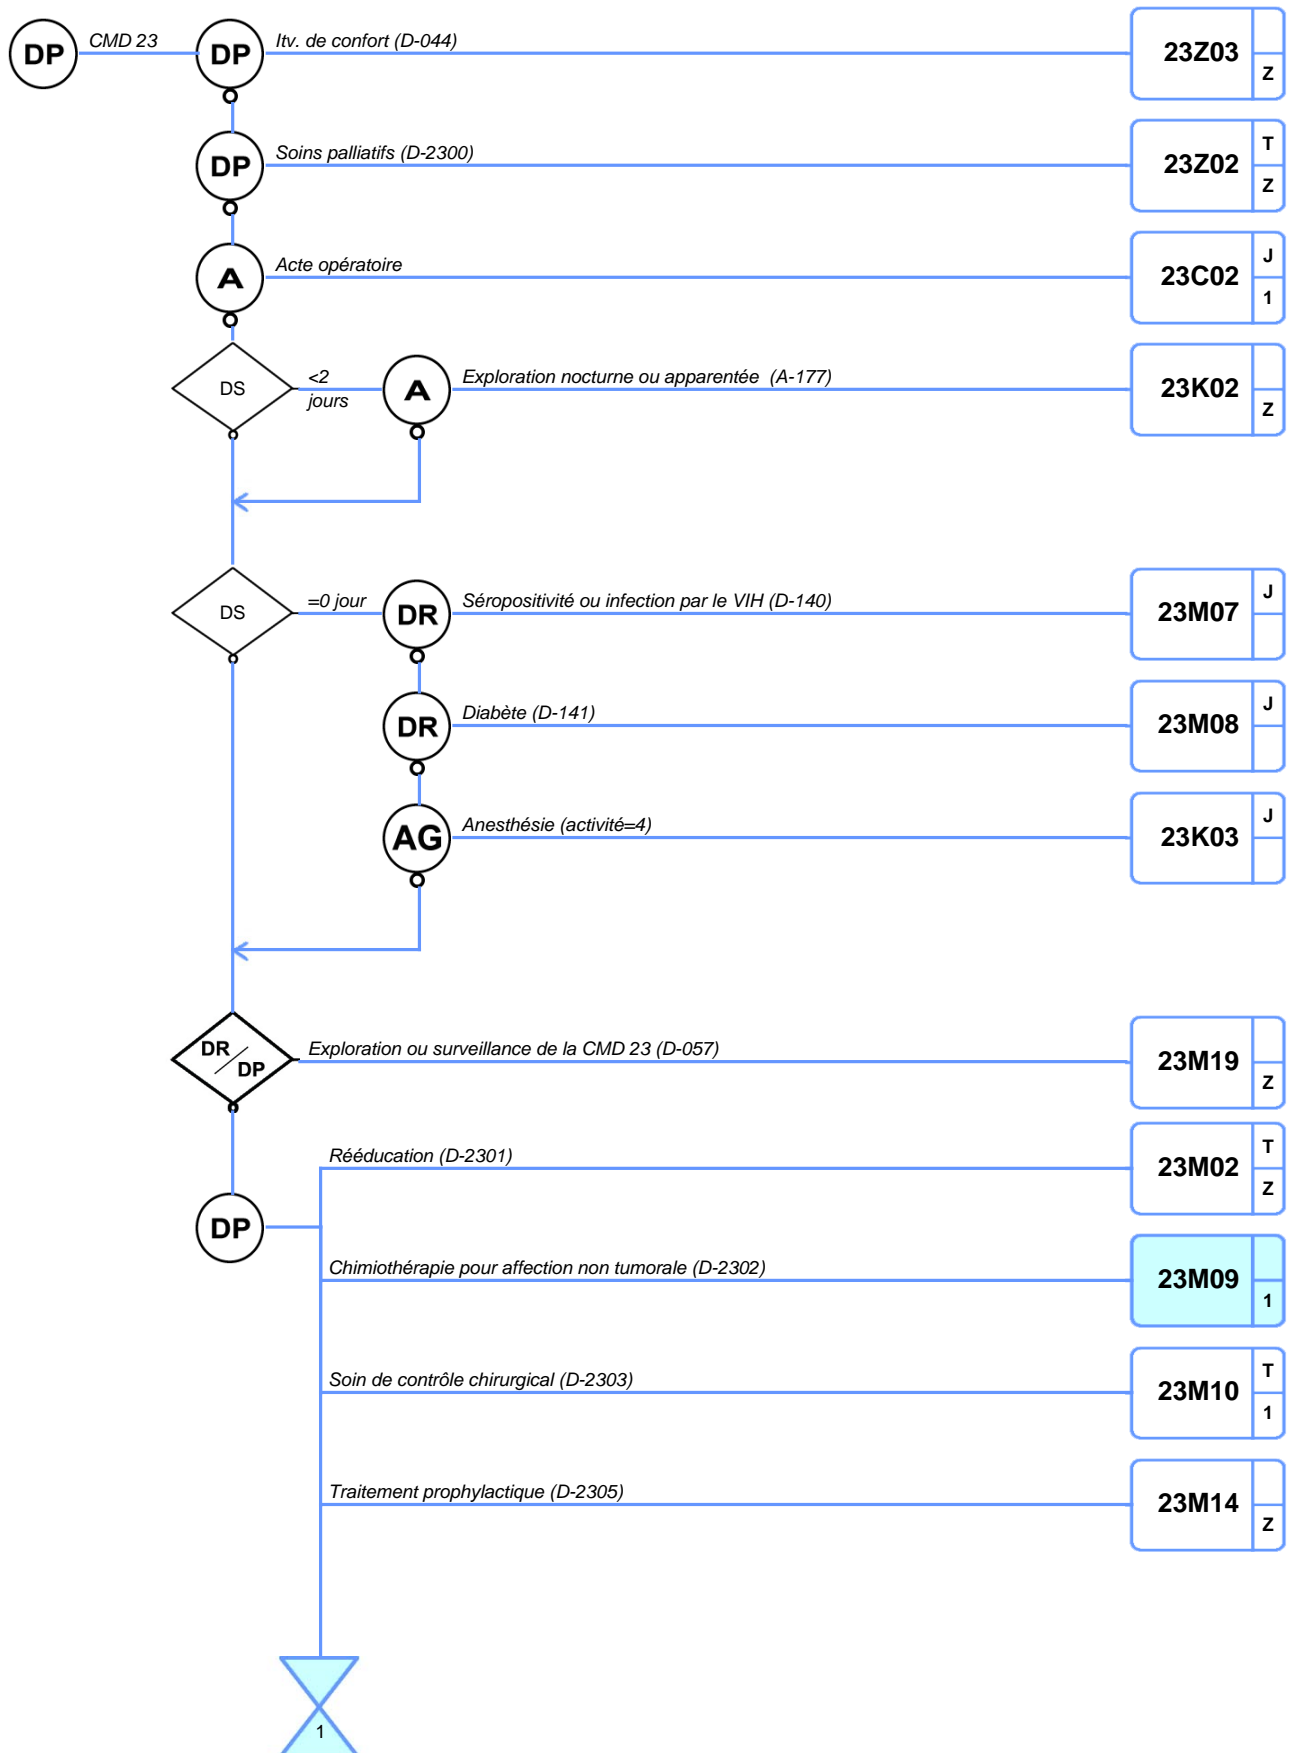 DP
CMD 23
DP
Itv. de confort (D-044)
23Z03
Z
DP
Soins palliatifs (D-2300)
23Z02
T
Z
A
Acte opératoire
23C02
J
1
DS
<2
jours
A
Exploration nocturne ou apparentée (A-177)
23K02
Z
DS
=0 jour
DR
Séropositivité ou infection par le VIH (D-140)
23M07
J
DR
Diabète (D-141)
23M08
J
AG
Anesthésie (activité=4)
23K03
J
DR
DP
Exploration ou surveillance de la CMD 23 (D-057)
23M19
Z
DP
Rééducation (D-2301)
23M02
T
Z
Chimiothérapie pour affection non tumorale (D-2302)
23M09
1
Soin de contrôle chirurgical (D-2303)
23M10
T
1
Traitement prophylactique (D-2305)
23M14
Z
1